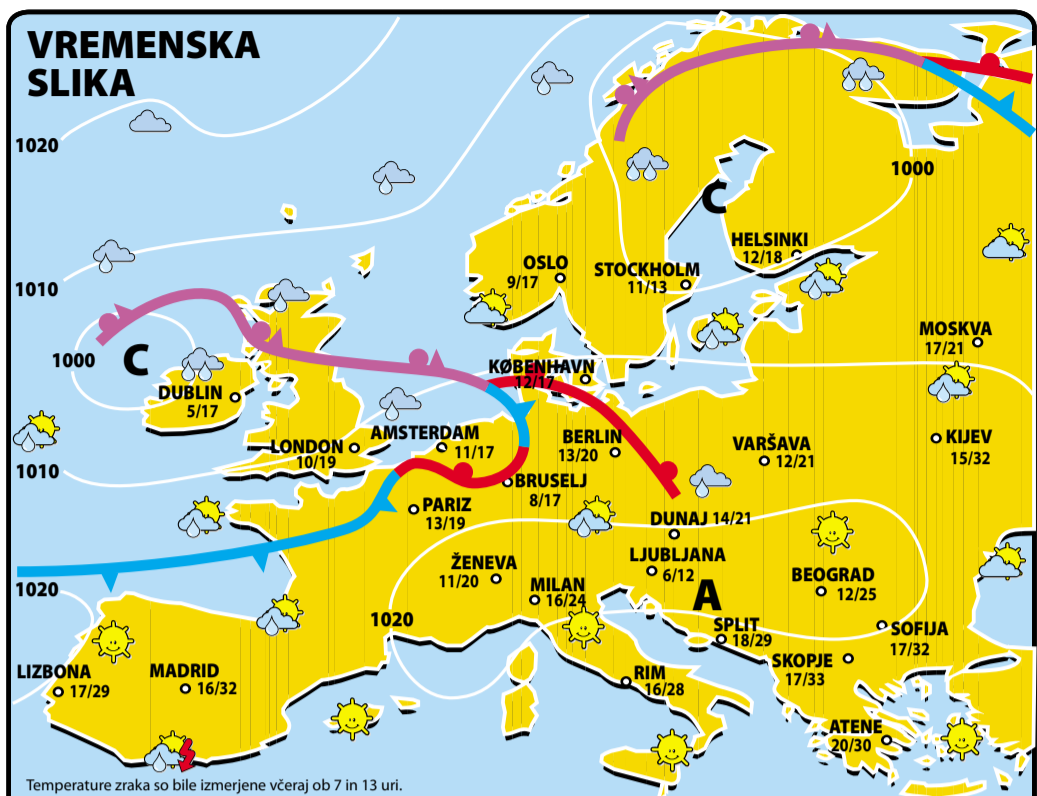 VREMENSKA
SLIKA
1020
1000
C
HELSINKI
12/18
OSLO
9/17
STOCKHOLM
11/13
1010
MOSKVA
17/21
1000
C
KØBENHAVN
12/17
DUBLIN
5/17
LONDON
10/19
AMSTERDAM
11/17
BERLIN
13/20
VARŠAVA
12/21
KIJEV
15/32
1010
BRUSELJ
8/17
PARIZ
13/19
DUNAJ 14/21
ŽENEVA
11/20
LJUBLJANA
6/12
BEOGRAD
12/25
1020
MILAN
16/24
A
1020
SPLIT
18/29
SOFIJA
17/32
LIZBONA
17/29
MADRID
16/32
RIM
16/28
SKOPJE
17/33
ATENE
20/30
Temperature zraka so bile izmerjene včeraj ob 7 in 13 uri.